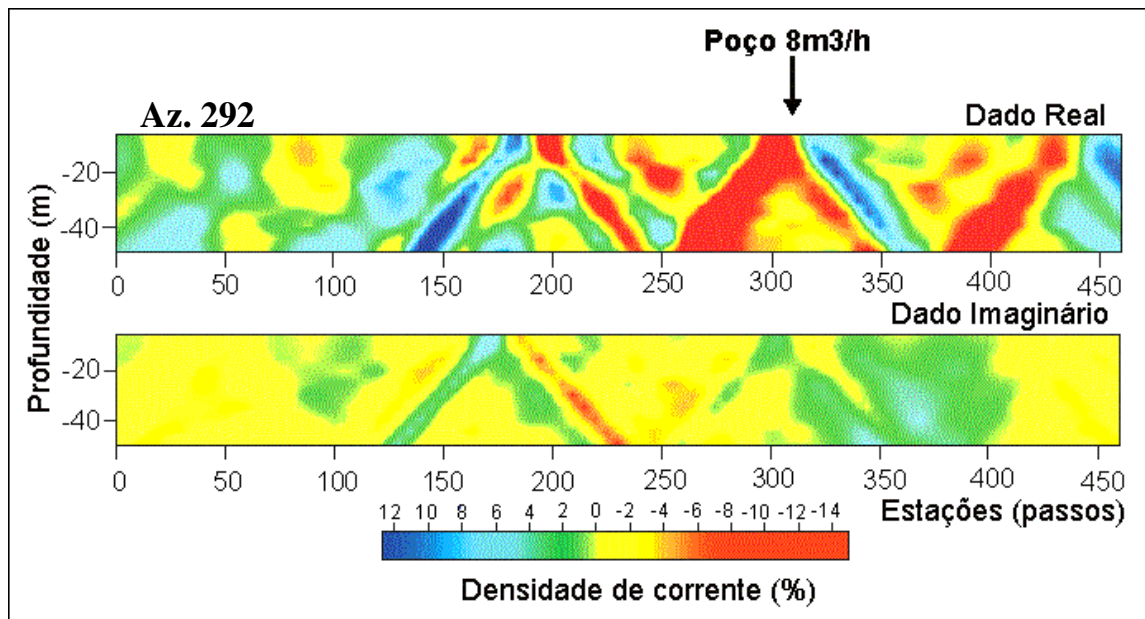 Poço 8m3/h
Az. 292
Dado Real
Profundidade (m)
-20
-40
0 50 100 150 200 250 300 350 400 450
Dado Imaginário
-20
-40
0 50 100 150 200 250 300 350 400 450
Estações (passos)
12 10 8 6 4 2 0 -2 -4 -6 -8 -10 -12 -14
Densidade de corrente (%)